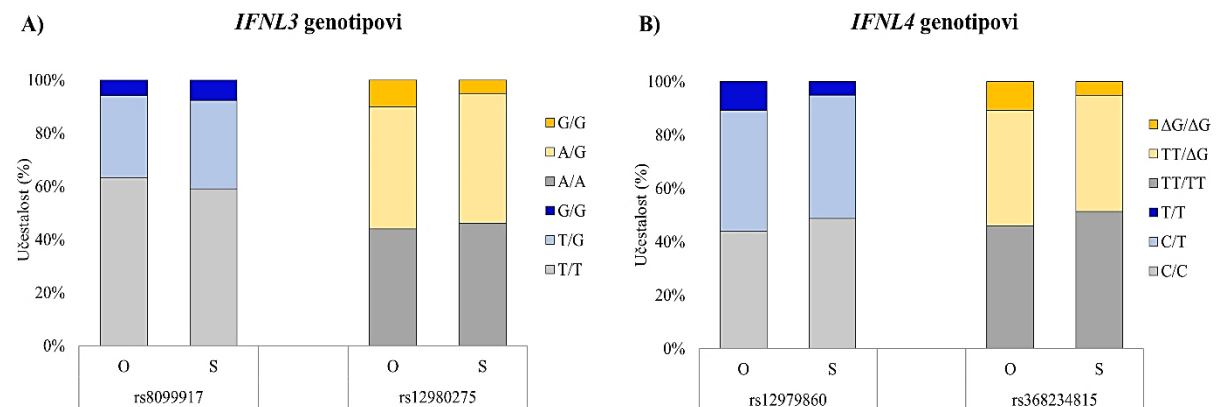 A)
IFNL3 genotipovi
100%
80%
60%
40%
20%
0%
Učestalost (%)
O
S
O
S
rs8099917
rs12980275
G/G
A/G
A/A
G/G
T/G
T/T
B)
IFNL4 genotipovi
100%
80%
60%
40%
20%
0%
Učestalost (%)
O
S
O
S
rs12979860
rs368234815
ΔG/ΔG
TT/ΔG
TT/TT
T/T
C/T
C/C